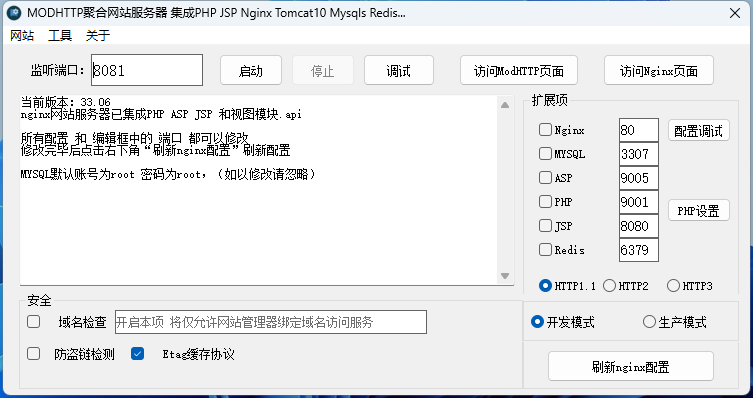 MODHTTP聚合网站服务器 集成PHP JSP Nginx Tomcat10 Mysqls Redis...
网站 工具 关于
监听端口: 8081 启动 停止 调试 访问ModHTTP页面 访问Nginx页面
当前版本: 33.06
nginx网站服务器已集成PHP ASP JSP 和视图模块.api
所有配置 和 编辑框中的 端口 都可以修改
修改完毕后点击右下角“刷新nginx配置”刷新配置
MYSQL默认账号为root 密码为root,（如以修改请忽略）
扩展项
Nginx 80 配置调试
MYSQL 3307
ASP 9005
PHP 9001 PHP设置
JSP 8080
Redis 6379
HTTP1.1 HTTP2 HTTP3
安全
域名检查 开启本项 将仅允许网站管理器绑定域名访问服务
防盗链检测 Etag缓存协议
开发模式 生产模式
刷新nginx配置